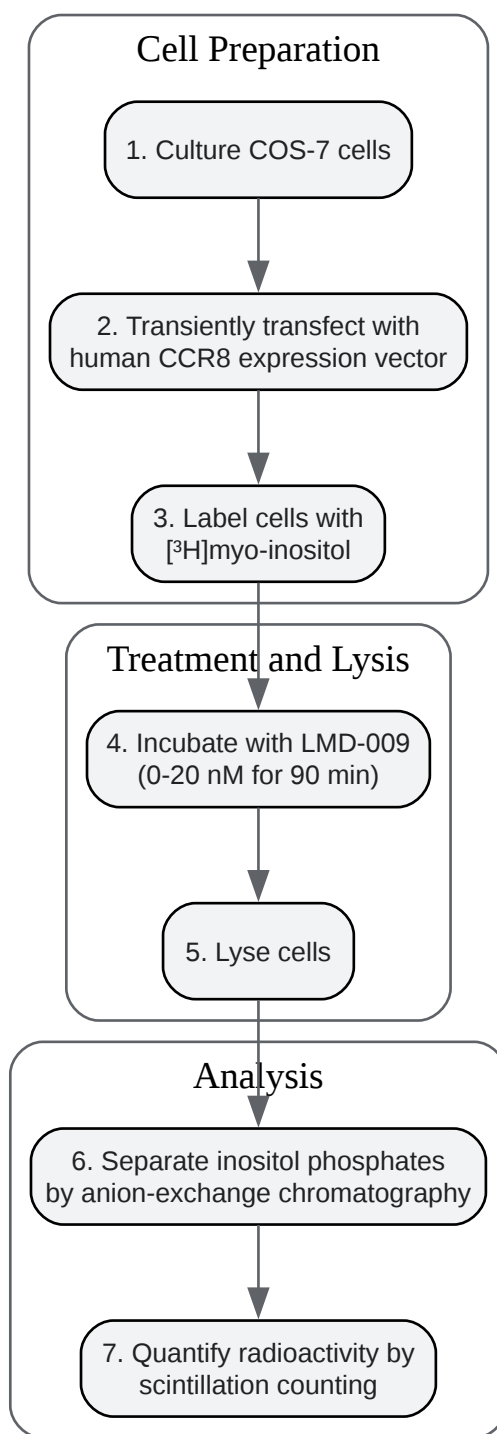 Cell Preparation
1. Culture COS-7 cells
2. Transiently transfect with
human CCR8 expression vector
3. Label cells with
[³H]myo-inositol
Treatment and Lysis
4. Incubate with LMD-009
(0-20 nM for 90 min)
5. Lyse cells
Analysis
6. Separate inositol phosphates
by anion-exchange chromatography
7. Quantify radioactivity by
scintillation counting